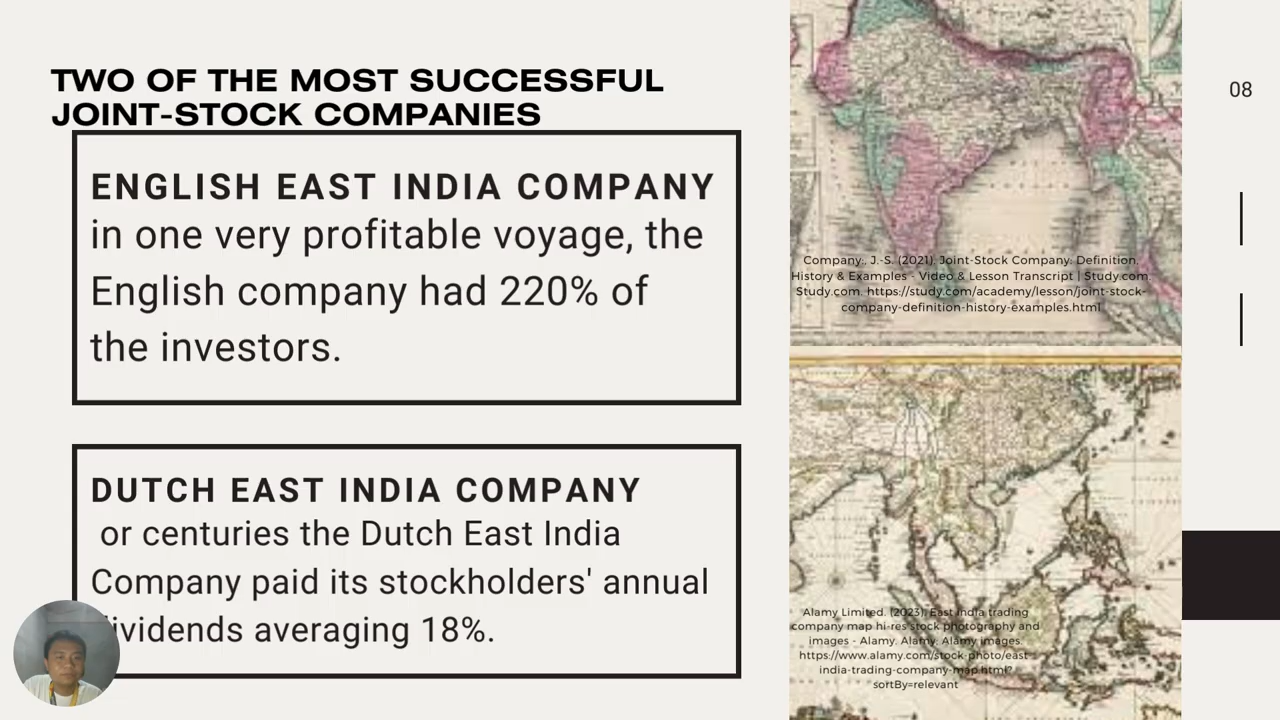 TWO OF THE MOST SUCCESSFUL
JOINT-STOCK COMPANIES
ENGLISH EAST INDIA COMPANY
in one very profitable voyage, the
English company had 220% of
the investors.
DUTCH EAST INDIA COMPANY
or centuries the Dutch East India
Company paid its stockholders' annual
dividends averaging 18%.
Company:. J.-S. (2021). Joint-Stock Company: Definition,
History & Examples - Video & Lesson Transcript | Study.com.
Study.com. https://study.com/academy/lesson/joint-stock-
company-definition-history-examples.html
Alamy Limited. (2023). East india trading
company map hi-res stock photography and
images - Alamy. Alamy; Alamy images.
https://www.alamy.com/stock-photo/east-
india-trading-company-map.html?
sortBy=relevant
08